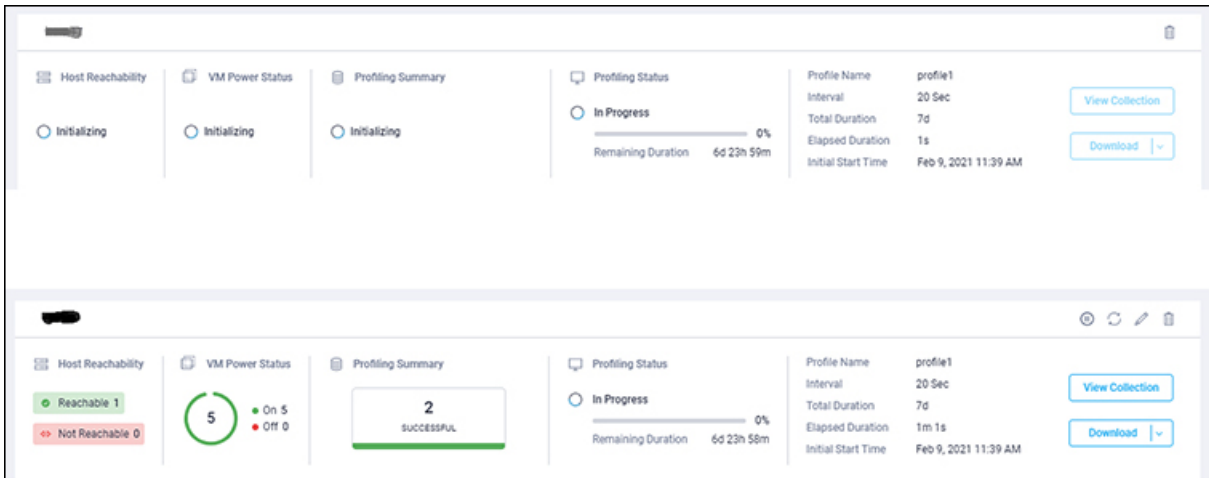 Host Reachability
Initializing
VM Power Status
Initializing
Profiling Summary
Initializing
Profiling Status
In Progress
0%
Remaining Duration 6d 23h 59m
Profile Name profile1
Interval 20 Sec
Total Duration 7d
Elapsed Duration 1s
Initial Start Time Feb 9, 2021 11:39 AM
View Collection
Download
Host Reachability
Reachable 1
Not Reachable 0
VM Power Status
5
On 5
Off 0
Profiling Summary
2
SUCCESSFUL
Profiling Status
In Progress
0%
Remaining Duration 6d 23h 58m
Profile Name profile1
Interval 20 Sec
Total Duration 7d
Elapsed Duration 1m 1s
Initial Start Time Feb 9, 2021 11:39 AM
View Collection
Download